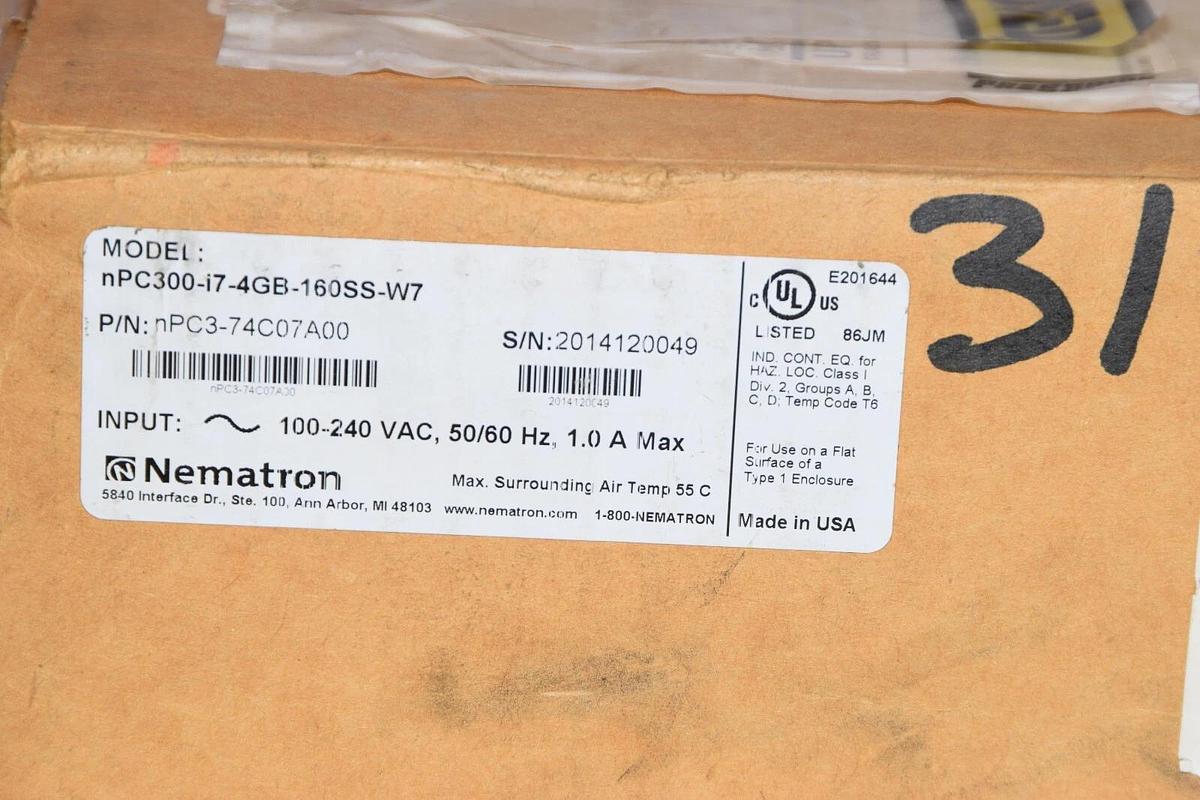 MODEL:
nPC300-i7-4GB-160SS-W7
P/N: nPC3-74C07A00
nPC3-74C07A00
S/N: 2014120049
2014120049
INPUT: 100-240 VAC, 50/60 Hz, 1.0 A Max
Nematron
Max. Surrounding Air Temp 55 C
5840 Interface Dr., Ste. 100, Ann Arbor, MI 48103 www.nematron.com 1-800-NEMATRON
E201644
C UL US
LISTED 86JM
IND. CONT. EQ. for
HAZ. LOC. Class I
Div. 2, Groups A, B,
C, D; Temp Code T6
For Use on a Flat
Surface of a
Type 1 Enclosure
Made in USA
31